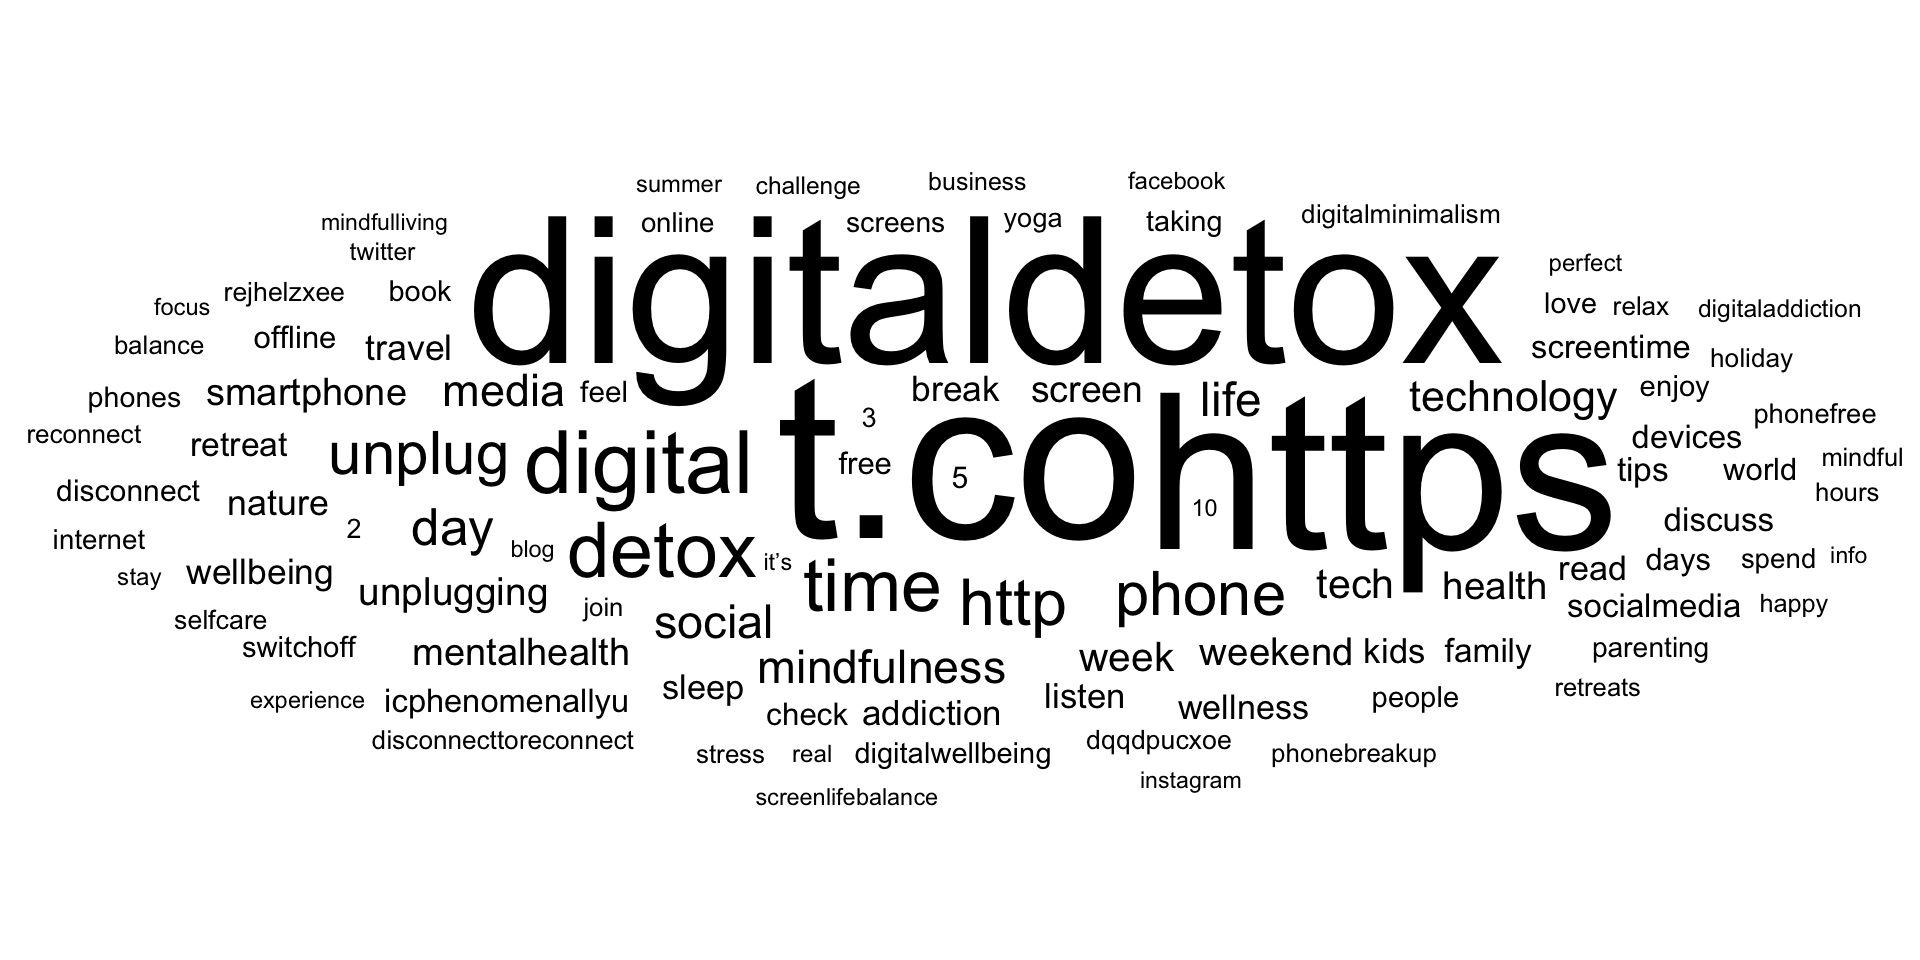 summer challenge business facebook
mindfulliving online screens yoga taking digitalminimalism
twitter digitaldetox perfect
focus rejhelzxee book love relax digitaladdiction
balance offline travel screentime holiday
phones smartphone media feel break screen life technology enjoy
reconnect retreat 3 phonefree
unplug digital t.co https devices
free 5 tips world mindful
disconnect nature 10 hours
2 day discuss
internet blog detox it’s read days spend info
stay wellbeing time tech health
unplugging join http phone socialmedia happy
selfcare social
switchoff mentalhealth mindfulness week weekend kids family parenting
experience icphenomenallyu sleep listen people retreats
check addiction wellness
disconnecttoreconnect stress real digitalwellbeing dqqdpucxoe phonebreakup
instagram
screenlifebalance